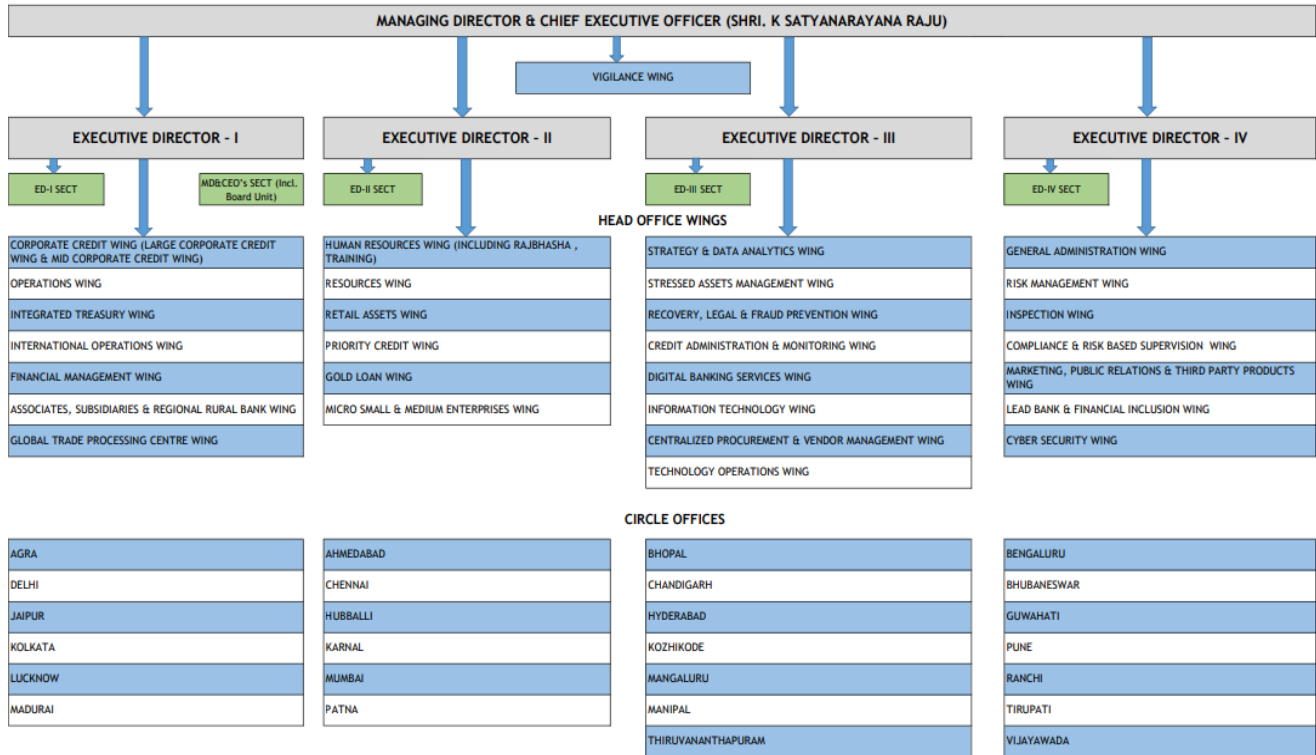 MANAGING DIRECTOR & CHIEF EXECUTIVE OFFICER (SHRI. K SATYANARAYANA RAJU)
VIGILANCE WING
EXECUTIVE DIRECTOR - I
EXECUTIVE DIRECTOR - II
EXECUTIVE DIRECTOR - III
EXECUTIVE DIRECTOR - IV
ED-I SECT
MD&CEO's SECT (Incl.
Board Unit)
ED-II SECT
ED-III SECT
ED-IV SECT
HEAD OFFICE WINGS
CORPORATE CREDIT WING (LARGE CORPORATE CREDIT
WING & MID CORPORATE CREDIT WING)
OPERATIONS WING
INTEGRATED TREASURY WING
INTERNATIONAL OPERATIONS WING
FINANCIAL MANAGEMENT WING
ASSOCIATES, SUBSIDIARIES & REGIONAL RURAL BANK WING
GLOBAL TRADE PROCESSING CENTRE WING
HUMAN RESOURCES WING (INCLUDING RAJBHASHA ,
TRAINING)
RESOURCES WING
RETAIL ASSETS WING
PRIORITY CREDIT WING
GOLD LOAN WING
MICRO SMALL & MEDIUM ENTERPRISES WING
STRATEGY & DATA ANALYTICS WING
STRESSED ASSETS MANAGEMENT WING
RECOVERY, LEGAL & FRAUD PREVENTION WING
CREDIT ADMINISTRATION & MONITORING WING
DIGITAL BANKING SERVICES WING
INFORMATION TECHNOLOGY WING
CENTRALIZED PROCUREMENT & VENDOR MANAGEMENT WING
TECHNOLOGY OPERATIONS WING
GENERAL ADMINISTRATION WING
RISK MANAGEMENT WING
INSPECTION WING
COMPLIANCE & RISK BASED SUPERVISION WING
MARKETING, PUBLIC RELATIONS & THIRD PARTY PRODUCTS
WING
LEAD BANK & FINANCIAL INCLUSION WING
CYBER SECURITY WING
CIRCLE OFFICES
AGRA
DELHI
JAIPUR
KOLKATA
LUCKNOW
MADURAI
AHMEDABAD
CHENNAI
HUBBALLI
KARNAL
MUMBAI
PATNA
BHOPAL
CHANDIGARH
HYDERABAD
KOZHIKODE
MANGALURU
MANIPAL
THIRUVANANTHAPURAM
BENGALURU
BHUBANESWAR
GUWAHATI
PUNE
RANCHI
TIRUPATI
VIJAYAWADA